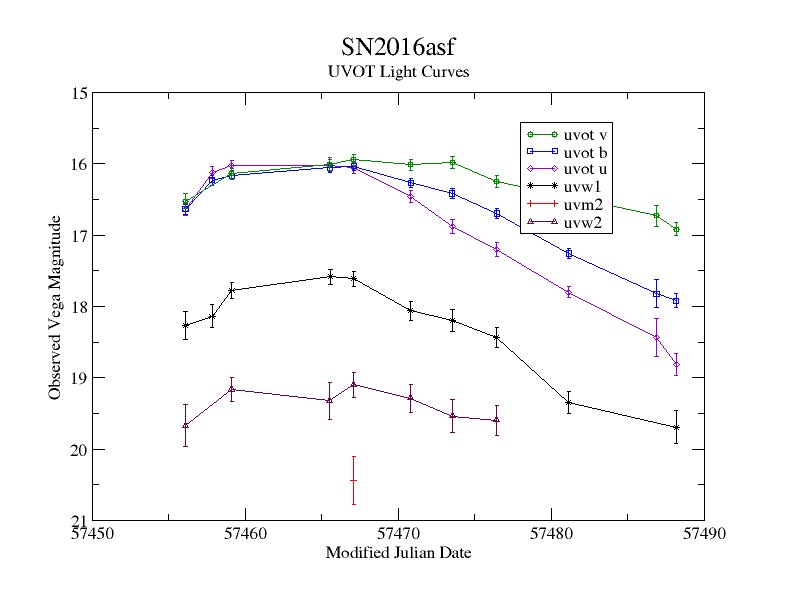 SN2016asf
UVOT Light Curves
15
16
17
18
19
20
21
Observed Vega Magnitude
uvot v
uvot b
uvot u
uvw1
uvm2
uvw2
57450 57460 57470 57480 57490
Modified Julian Date